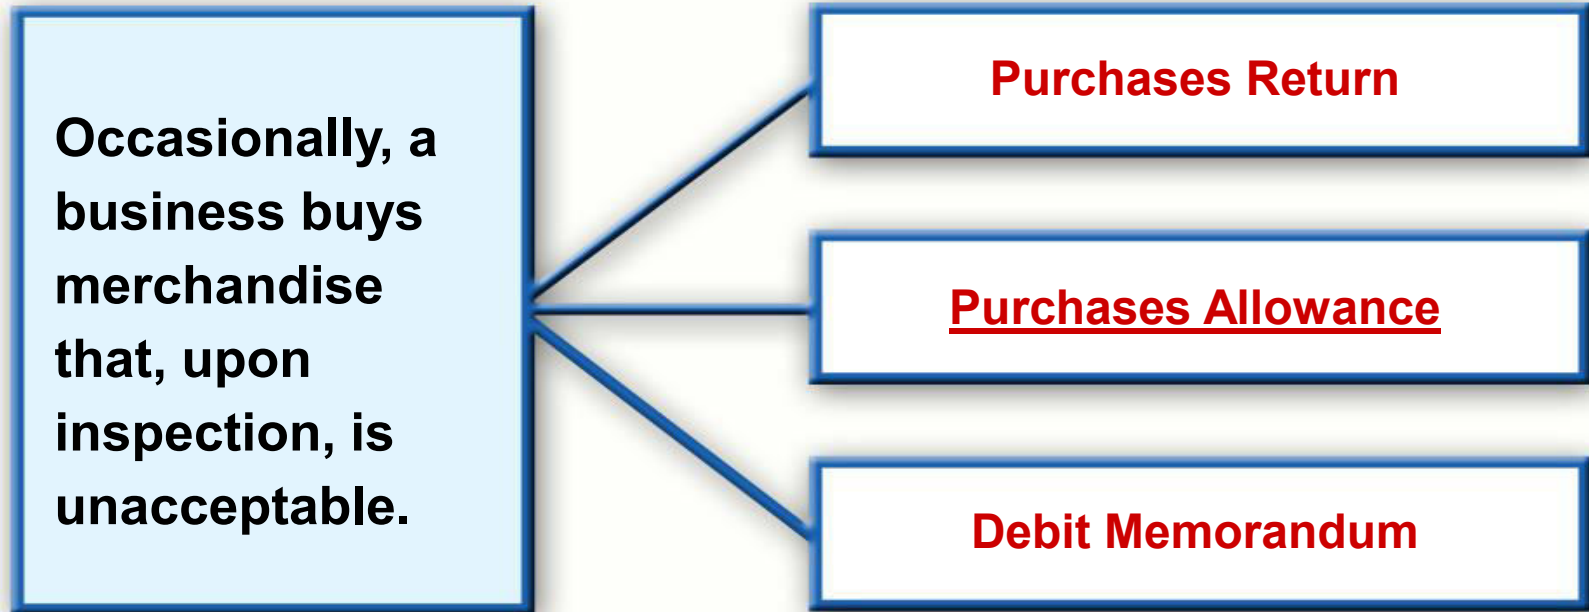 Occasionally, a
business buys
merchandise
that, upon
inspection, is
unacceptable.
Purchases Return
Purchases Allowance
Debit Memorandum